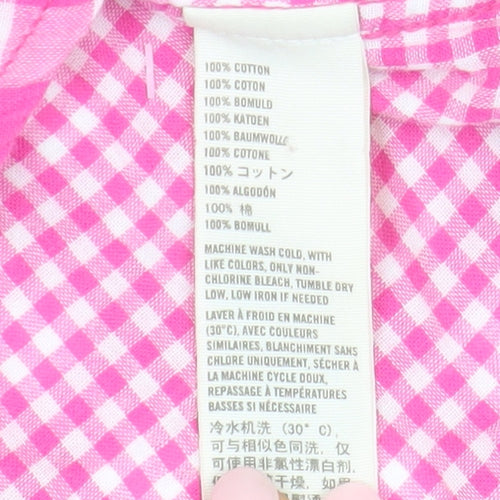 100% COTTON
100% COTON
100% BOMULD
100% KATOEN
100% BAUMWOLLE
100% COTONE
100% コットン
100% ALGODÓN
100% 棉
100% BOMULL
MACHINE WASH COLD, WITH
LIKE COLORS, ONLY NON-
CHLORINE BLEACH, TUMBLE DRY
LOW, LOW IRON IF NEEDED
LAVER À FROID EN MACHINE
(30°C), AVEC COULEURS
SIMILAIRES, BLANCHIMENT SANS
CHLORE UNIQUEMENT, SÉCHER À
LA MACHINE CYCLE DOUX,
REPASSAGE À TEMPÉRATURES
BASSES SI NÉCESSAIRE
冷水机洗 (30°C),
可与相似色同洗, 仅
可使用非氯性漂白剂,
干燥, 如果